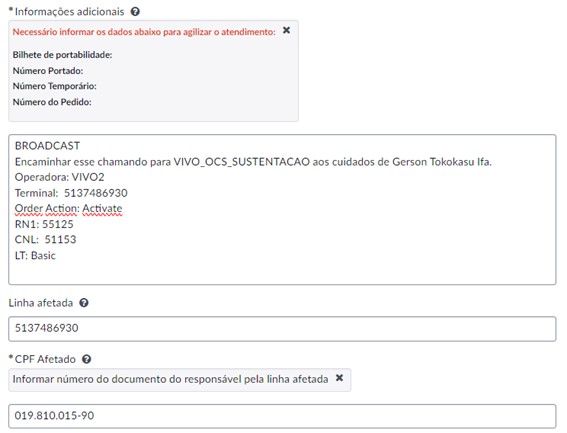 * Informações adicionais
Necessário informar os dados abaixo para agilizar o atendimento:
Bilhete de portabilidade:
Número Portado:
Número Temporário:
Número do Pedido:
BROADCAST
Encaminhar esse chamando para VIVO_OCS_SUSTENTACAO aos cuidados de Gerson Tokokasu Ifa.
Operadora: VIVO2
Terminal:  5137486930
Order Action: Activate
RN1: 55125
CNL:  51153
LT: Basic
Linha afetada
5137486930
* CPF Afetado
Informar número do documento do responsável pela linha afetada
019.810.015-90